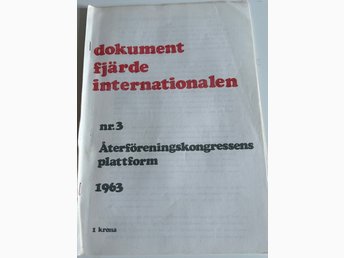 dokument
fjärde
internationalen
nr.3
Återföreningskongressens
plattform
1963
1 krona